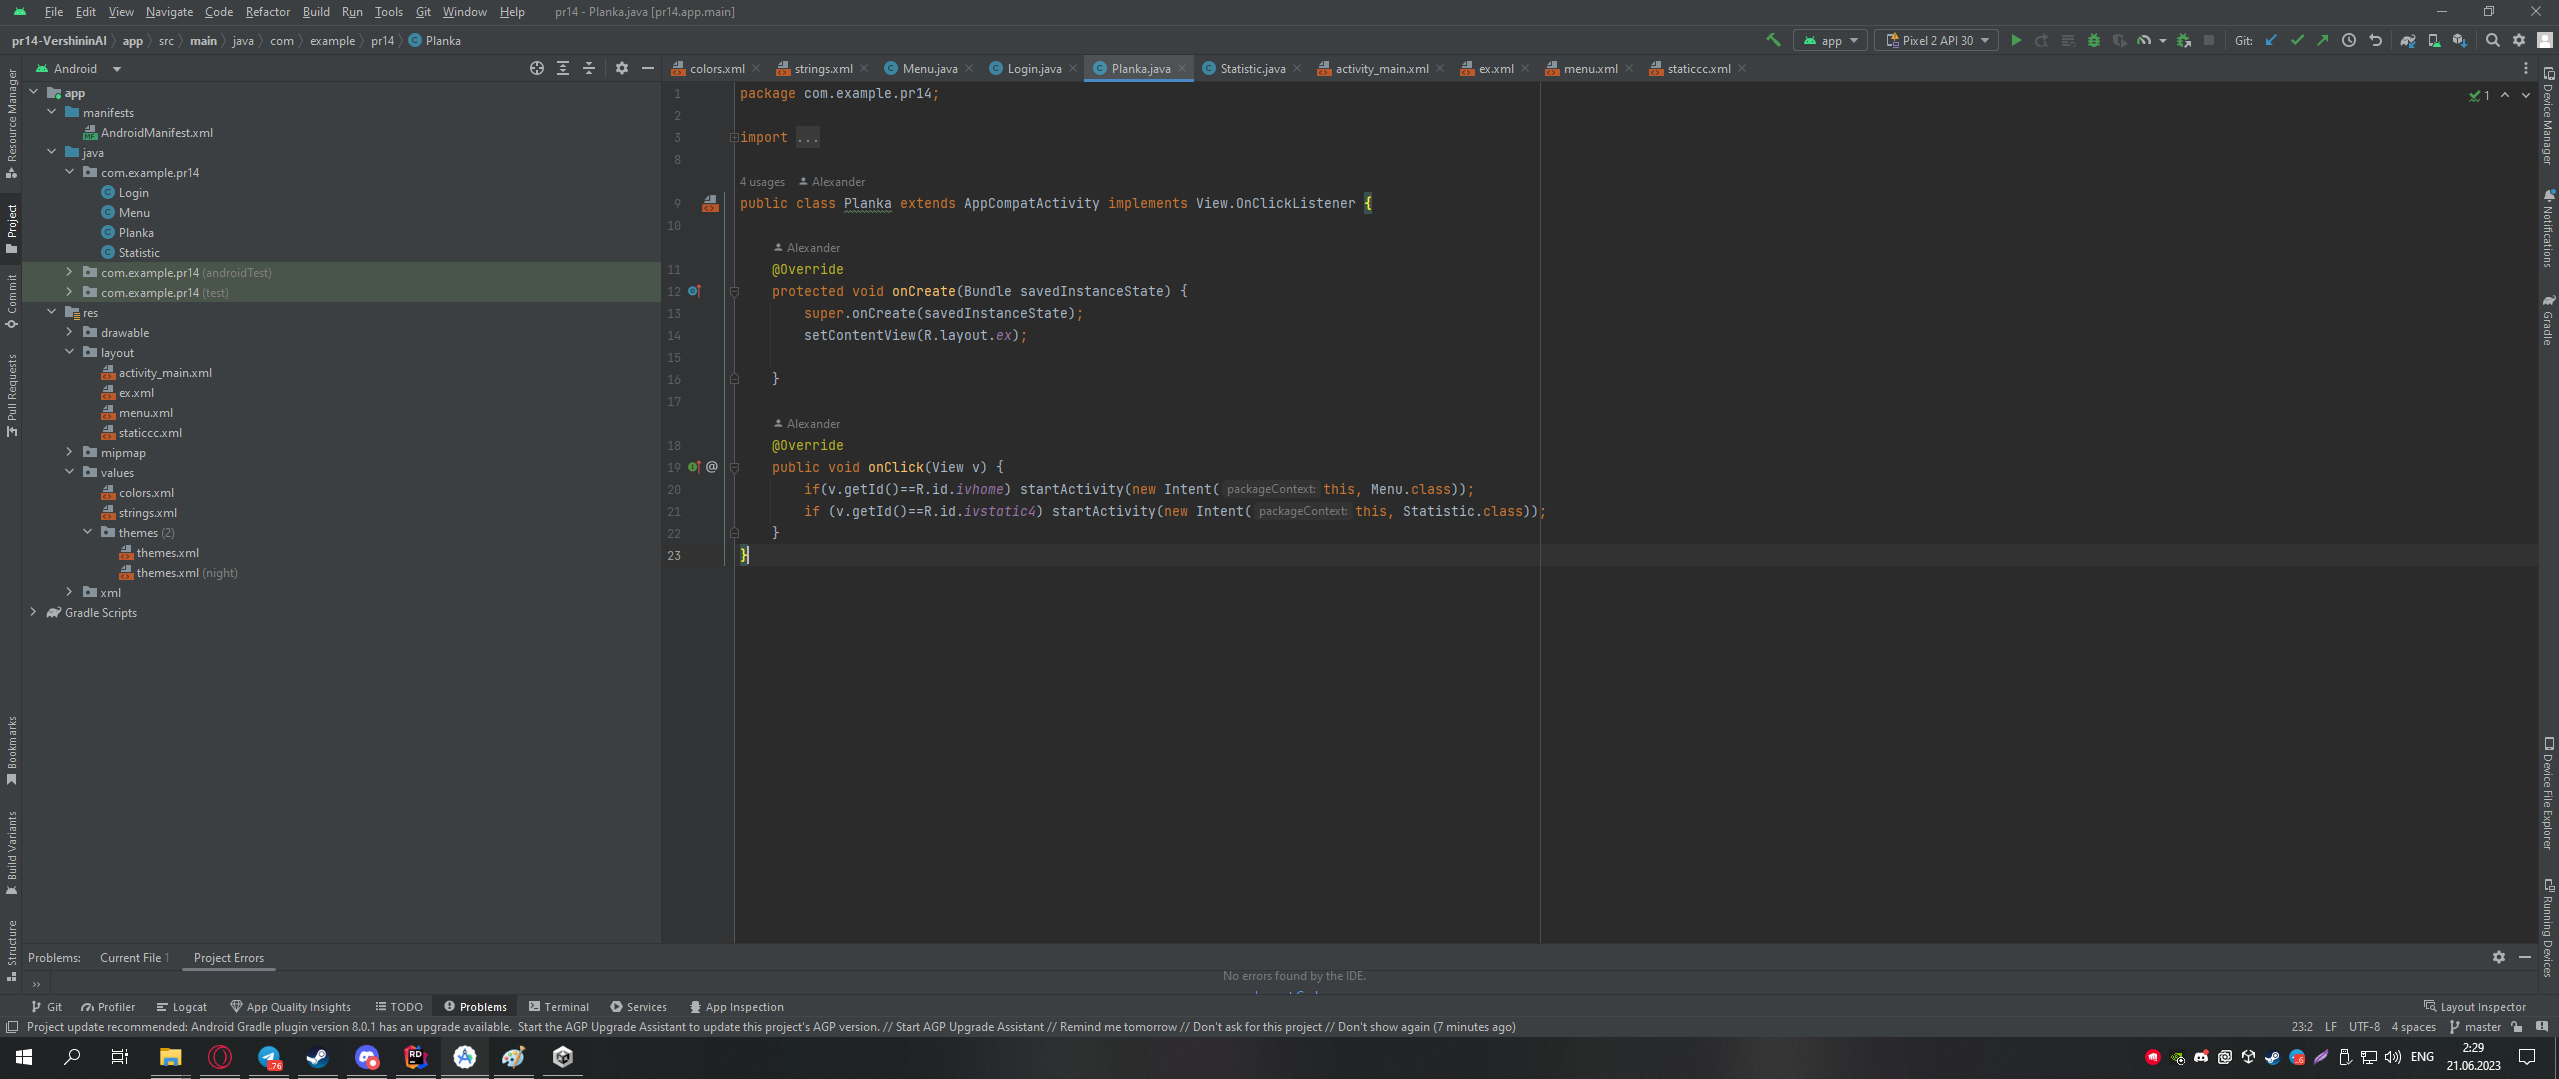 File Edit View Navigate Code Refactor Build Run Tools Git Window Help pr14 - Planka.java [pr14.app.main]
pr14-VershininAI app src main java com example pr14 Planka
app Pixel 2 API 30 Git:
Android
colors.xml strings.xml Menu.java Login.java Planka.java Statistic.java activity_main.xml ex.xml menu.xml staticcc.xml
Resource Manager
Project
Commit
Pull Requests
Bookmarks
Build Variants
Structure
app
manifests
AndroidManifest.xml
java
com.example.pr14
Login
Menu
Planka
Statistic
com.example.pr14 (androidTest)
com.example.pr14 (test)
res
drawable
layout
activity_main.xml
ex.xml
menu.xml
staticcc.xml
mipmap
values
colors.xml
strings.xml
themes (2)
themes.xml
themes.xml (night)
xml
Gradle Scripts
1 package com.example.pr14;
2
3 import ...
8
4 usages Alexander
9 public class Planka extends AppCompatActivity implements View.OnClickListener {
10
Alexander
11 @Override
12 protected void onCreate(Bundle savedInstanceState) {
13 super.onCreate(savedInstanceState);
14 setContentView(R.layout.ex);
15
16 }
17
Alexander
18 @Override
19 @ public void onClick(View v) {
20 if(v.getId()==R.id.ivhome) startActivity(new Intent( packageContext: this, Menu.class));
21 if (v.getId()==R.id.ivstatic4) startActivity(new Intent( packageContext: this, Statistic.class));
22 }
23 }
1
Device Manager
Notifications
Gradle
Device File Explorer
Running Devices
Problems: Current File 1 Project Errors
No errors found by the IDE.
Git Profiler Logcat App Quality Insights TODO Problems Terminal Services App Inspection Layout Inspector
Project update recommended: Android Gradle plugin version 8.0.1 has an upgrade available. Start the AGP Upgrade Assistant to update this project's AGP version. // Start AGP Upgrade Assistant // Remind me tomorrow // Don't ask for this project // Don't show again (7 minutes ago)
23:2 LF UTF-8 4 spaces master
76
RD
ENG
2:29
21.06.2023